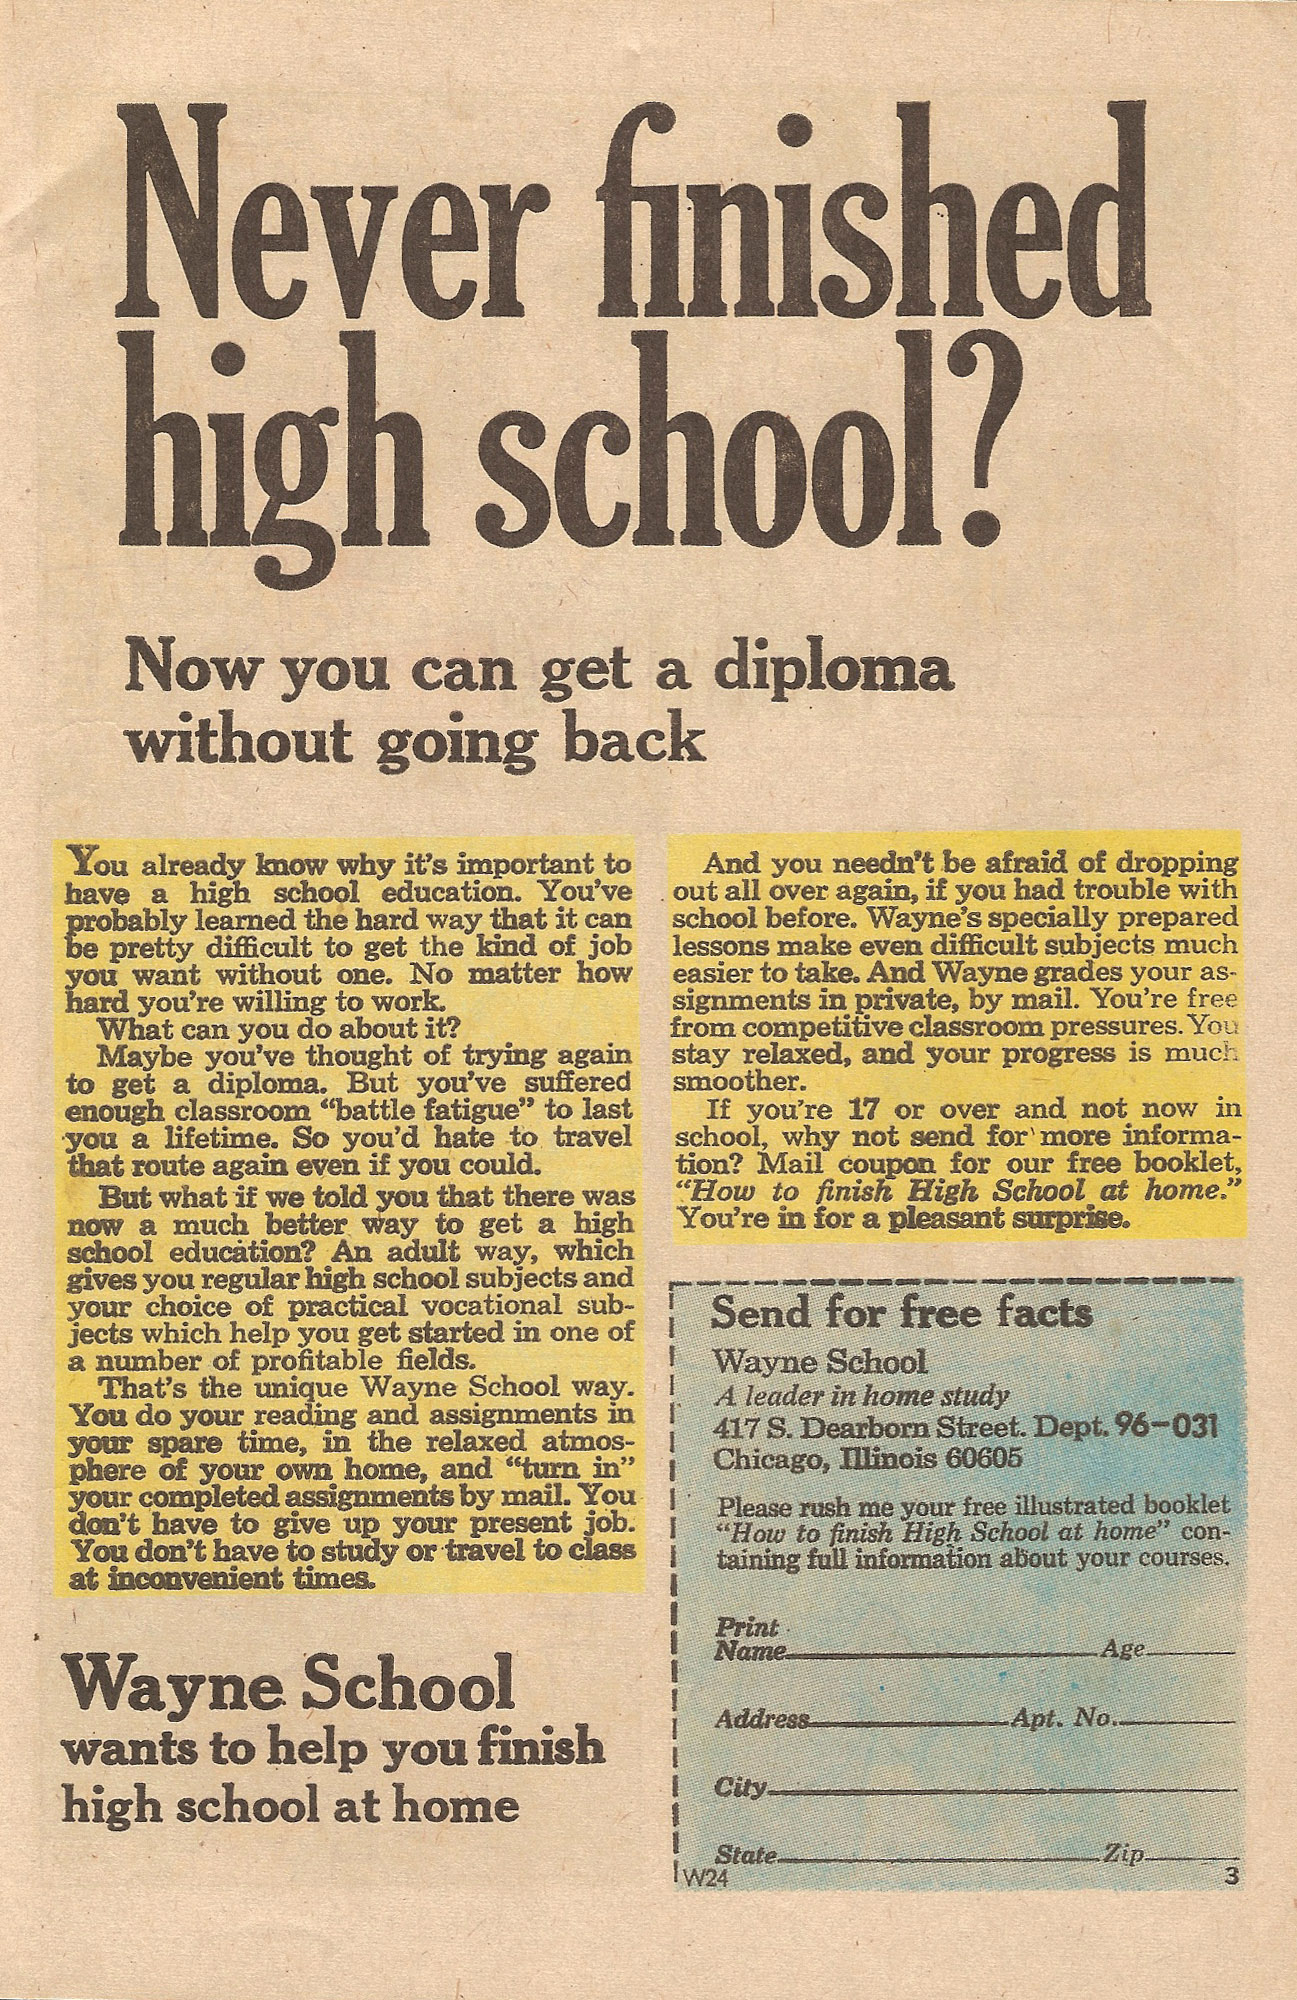 Never finished
high school?
Now you can get a diploma
without going back
You already know why it's important to
have a high school education. You've
probably learned the hard way that it can
be pretty difficult to get the kind of job
you want without one. No matter how
hard you're willing to work.
What can you do about it?
Maybe you've thought of trying again
to get a diploma. But you've suffered
enough classroom "battle fatigue" to last
you a lifetime. So you'd hate to travel
that route again even if you could.
But what if we told you that there was
now a much better way to get a high
school education? An adult way, which
gives you regular high school subjects and
your choice of practical vocational sub-
jects which help you get started in one of
a number of profitable fields.
That's the unique Wayne School way.
You do your reading and assignments in
your spare time, in the relaxed atmos-
phere of your own home, and "turn in"
your completed assignments by mail. You
don't have to give up your present job.
You don't have to study or travel to class
at inconvenient times.
And you needn't be afraid of dropping
out all over again, if you had trouble with
school before. Wayne's specially prepared
lessons make even difficult subjects much
easier to take. And Wayne grades your as-
signments in private, by mail. You're free
from competitive classroom pressures. You
stay relaxed, and your progress is much
smoother.
If you're 17 or over and not now in
school, why not send for more informa-
tion? Mail coupon for our free booklet,
"How to finish High School at home."
You're in for a pleasant surprise.
Wayne School
wants to help you finish
high school at home
Send for free facts
Wayne School
A leader in home study
417 S. Dearborn Street. Dept. 96-031
Chicago, Illinois 60605
Please rush me your free illustrated booklet
"How to finish High School at home" con-
taining full information about your courses.
Print
Name Age
Address Apt. No.
City
State Zip
W24 3